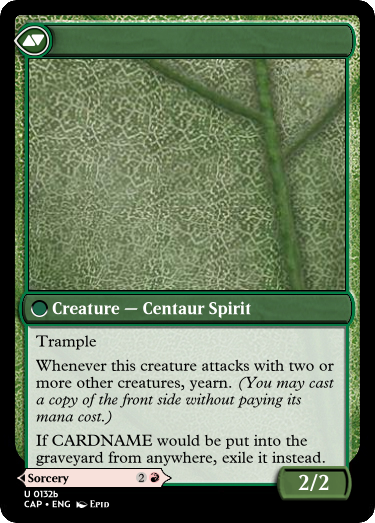 Creature — Centaur Spirit
Trample
Whenever this creature attacks with two or
more other creatures, yearn. (You may cast
a copy of the front side without paying its
mana cost.)
If CARDNAME would be put into the
graveyard from anywhere, exile it instead.
Sorcery 2
2/2
U 0132b
CAP • ENG EPID